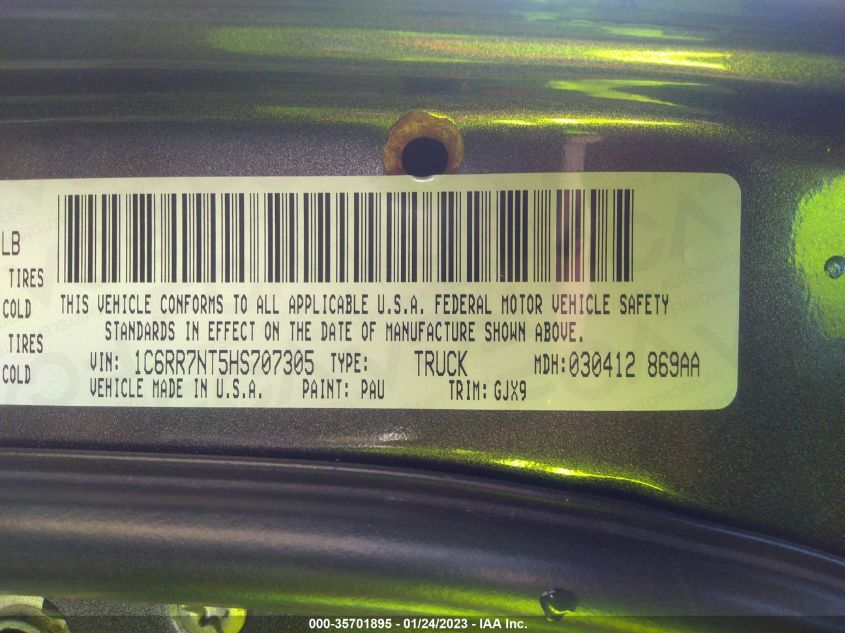 LB
TIRES
COLD
THIS VEHICLE CONFORMS TO ALL APPLICABLE U.S.A. FEDERAL MOTOR VEHICLE SAFETY
STANDARDS IN EFFECT ON THE DATE OF MANUFACTURE SHOWN ABOVE.
TIRES
VIN: 1C6RR7NT5HS707305 TYPE: TRUCK MDH:030412 869AA
COLD
VEHICLE MADE IN U.S.A. PAINT: PAU TRIM: GJX9
000-35701895 - 01/24/2023 - IAA Inc.